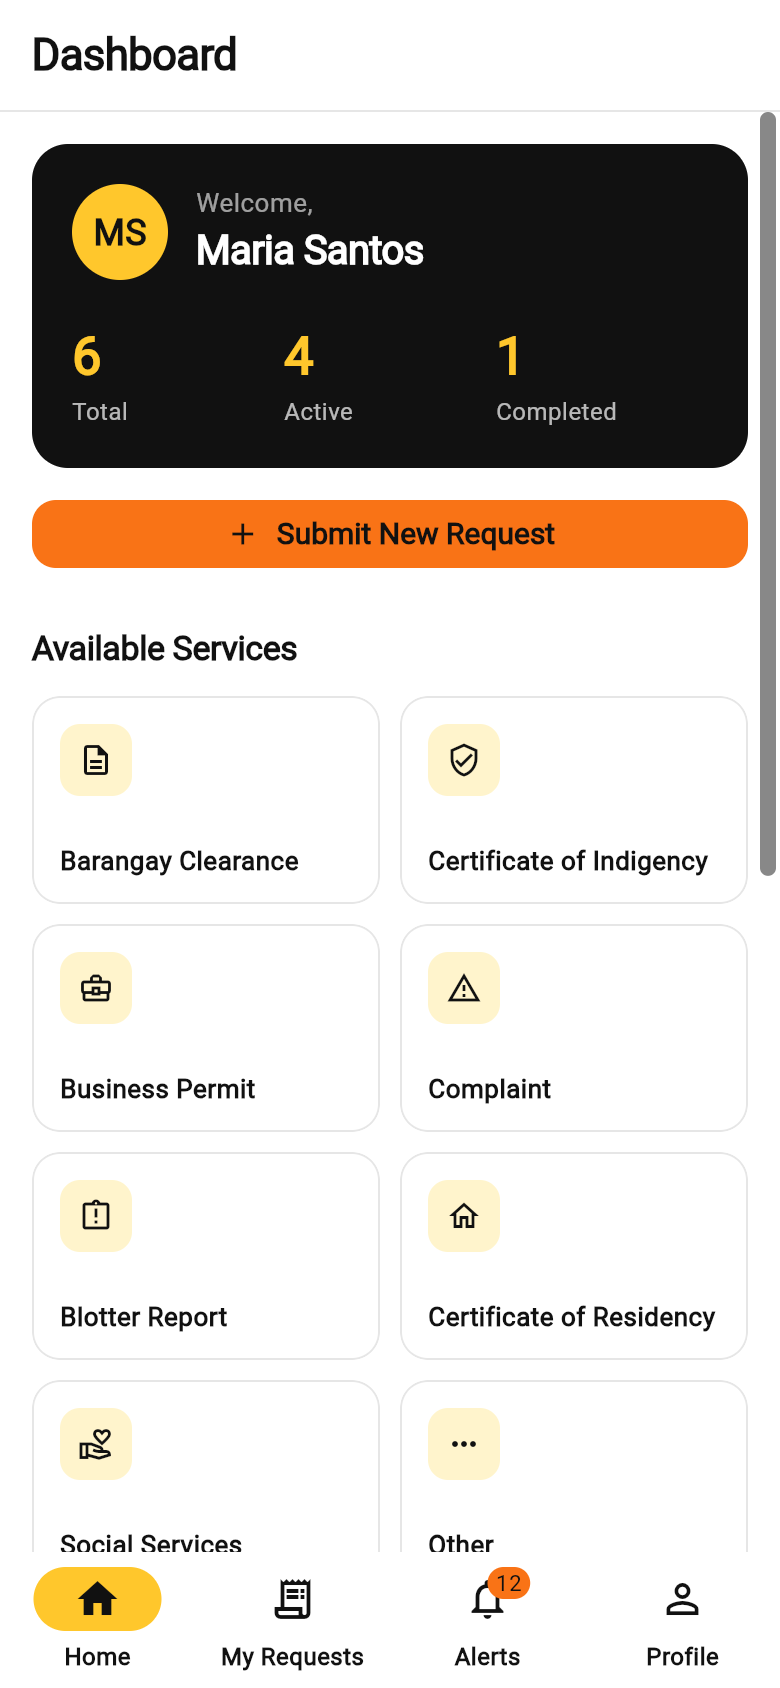 Dashboard
MS
Welcome,
Maria Santos
6
4
1
Total
Active
Completed
+ Submit New Request
Available Services
Barangay Clearance
Certificate of Indigency
Business Permit
Complaint
Blotter Report
Certificate of Residency
Social Services
Other
12
Home
My Requests
Alerts
Profile